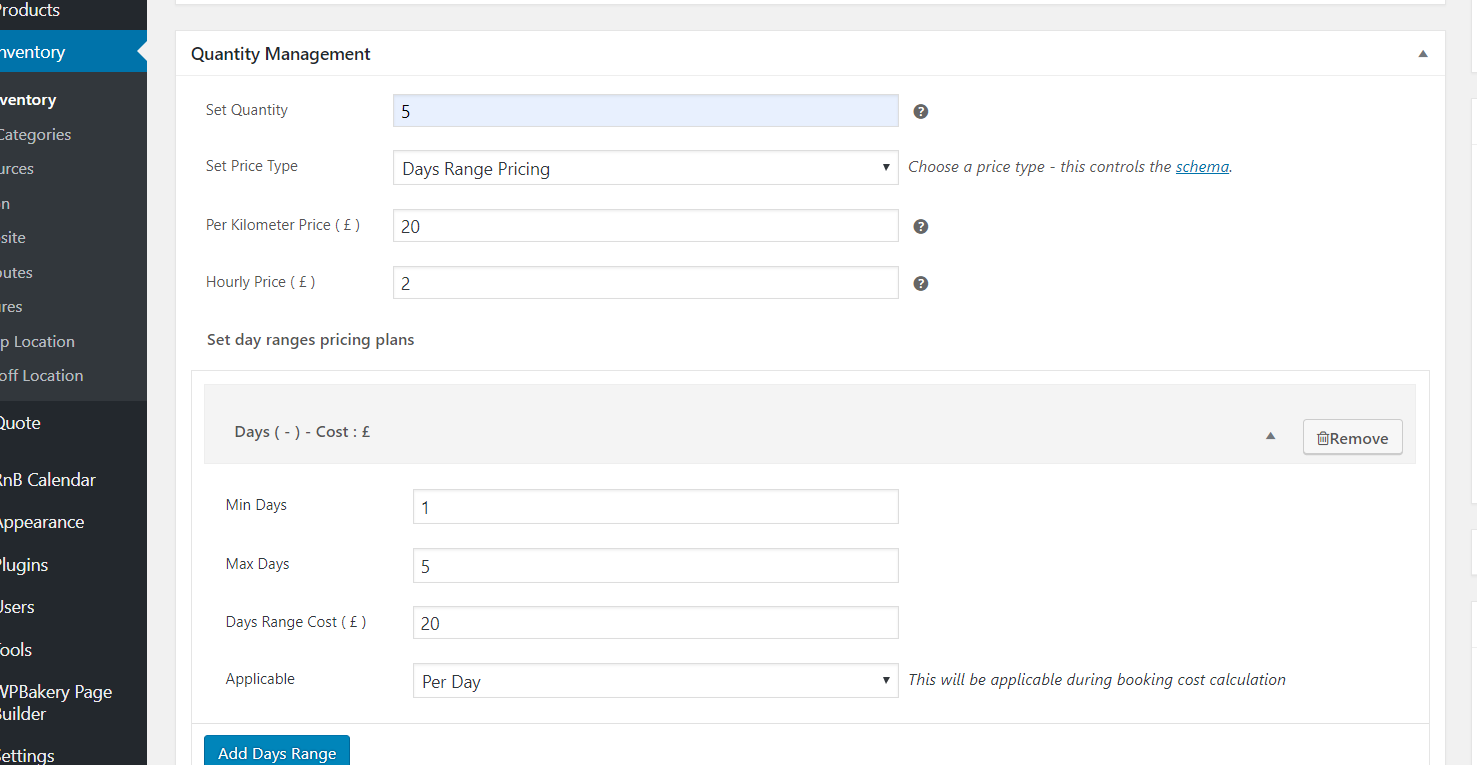 Products
nventory
ventory
Categories
urces
n
site
outes
ures
p Location
off Location
Quote
RnB Calendar
Appearance
Plugins
Users
Tools
WPBakery Page
Builder
Settings
Quantity Management
Set Quantity
5
Set Price Type
Days Range Pricing
Choose a price type - this controls the schema.
Per Kilometer Price ( £ )
20
Hourly Price ( £ )
2
Set day ranges pricing plans
Days ( - ) - Cost : £
Remove
Min Days
1
Max Days
5
Days Range Cost ( £ )
20
Applicable
Per Day
This will be applicable during booking cost calculation
Add Days Range